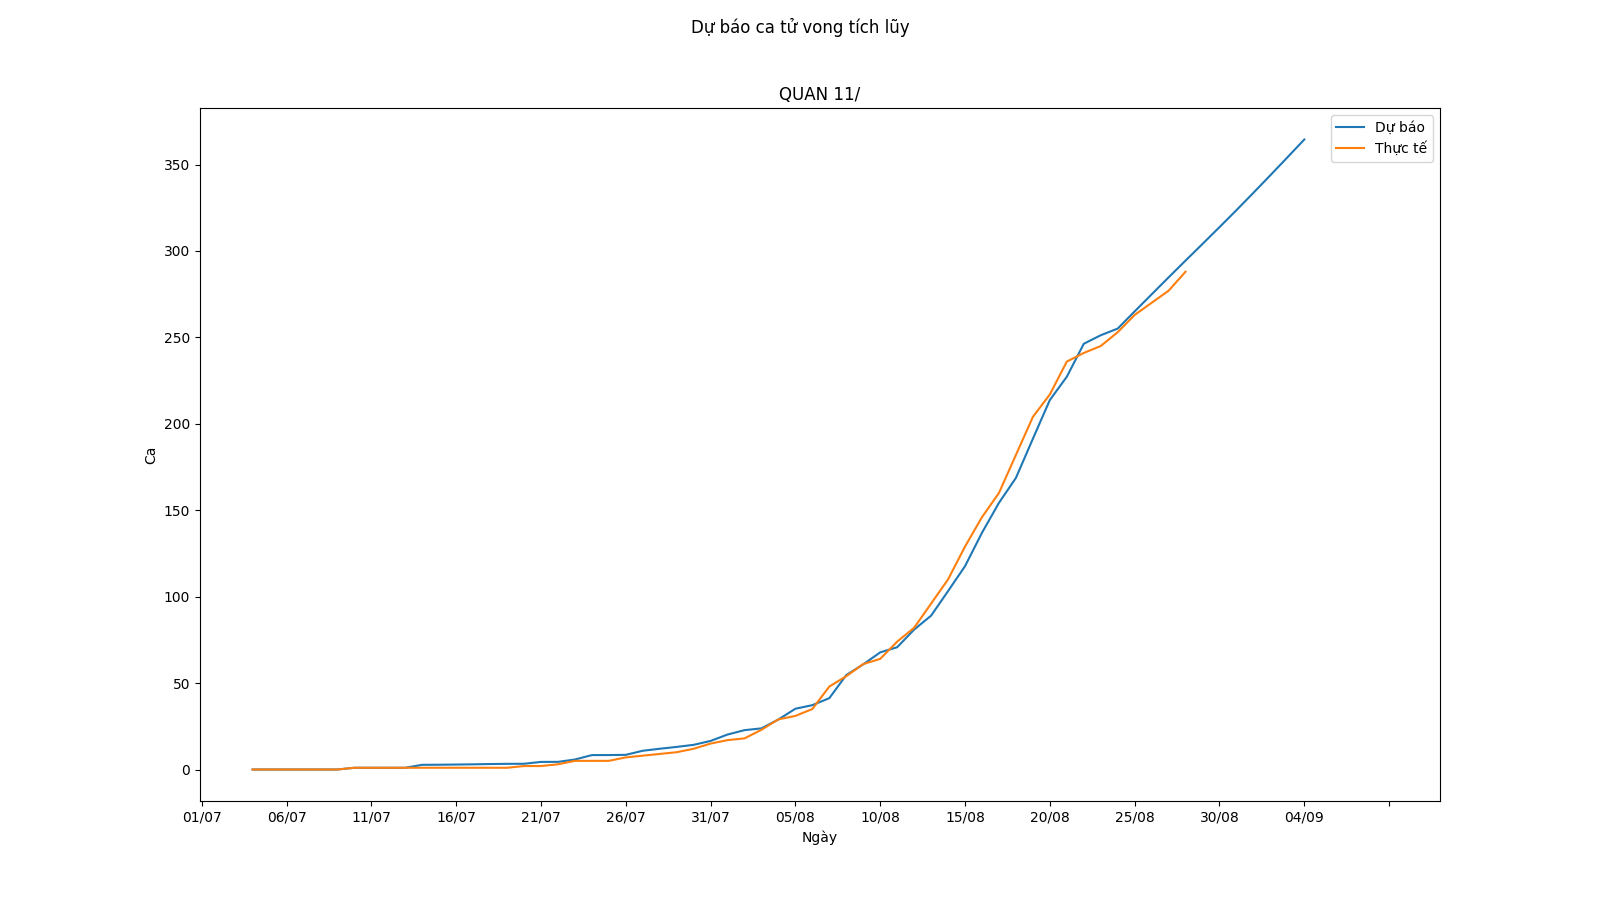 Dự báo ca tử vong tích lũy
QUAN 11/
Dự báo
Thực tế
350
300
250
200
150
100
50
0
Ca
01/07 06/07 11/07 16/07 21/07 26/07 31/07 05/08 10/08 15/08 20/08 25/08 30/08 04/09
Ngày